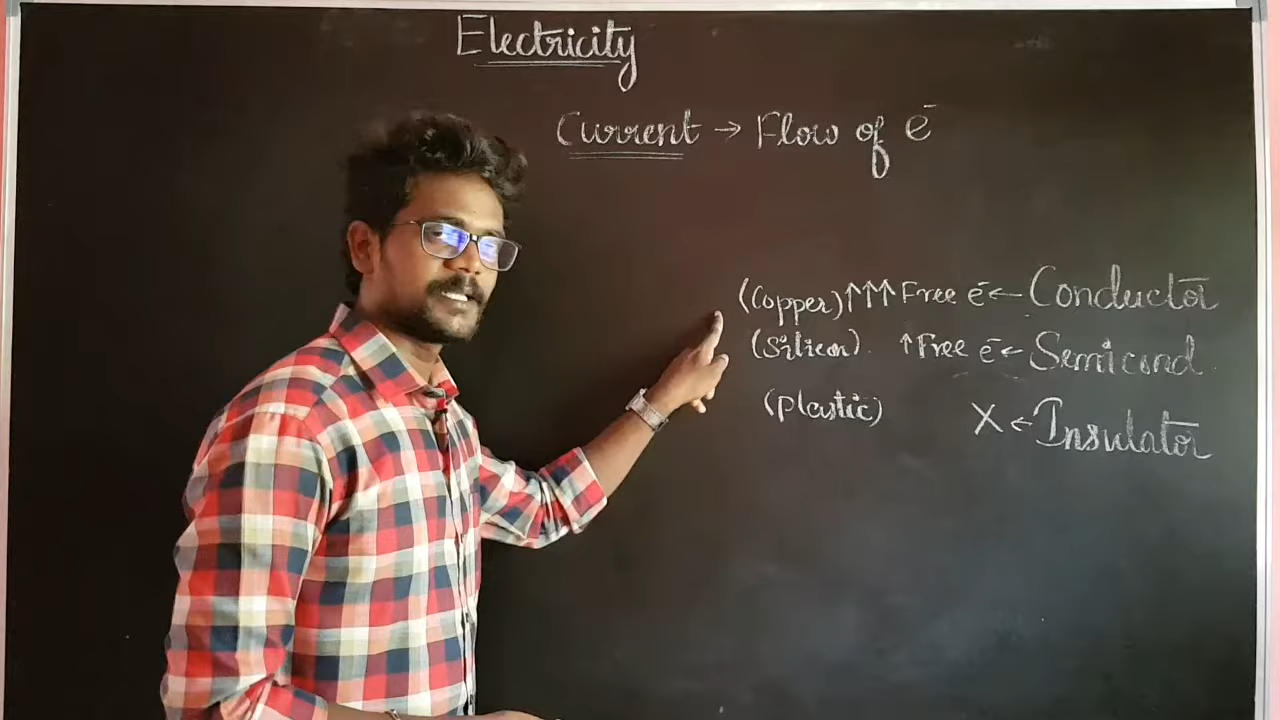 Electricity
Current → Flow of e⁻
(Copper) ↑↑↑ Free e⁻ ← Conductor
(Silicon). ↑ Free e⁻ ← Semicond.
(Plastic) X ← Insulator